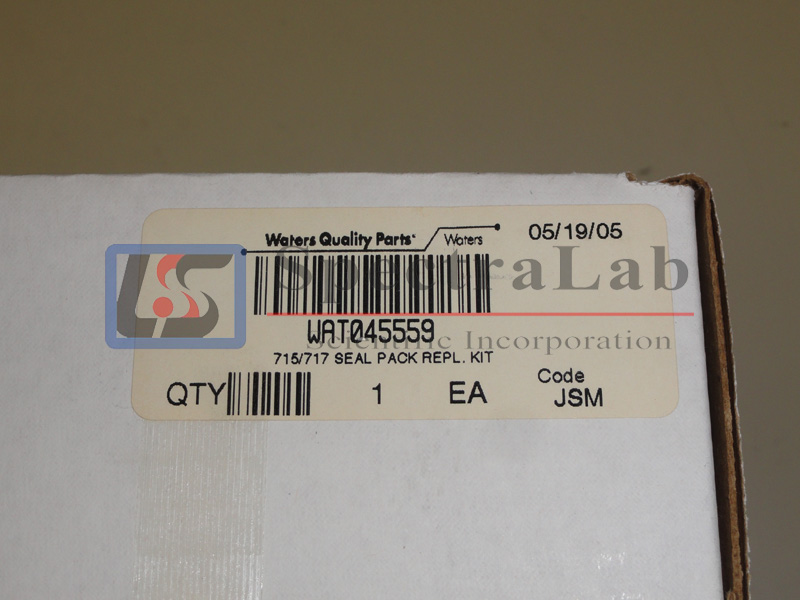 Waters Quality Parts Waters 05/19/05
LS SpectraLab
WAT045559
Scientific Incorporation
715/717 SEAL PACK REPL. KIT
QTY 1 EA Code JSM